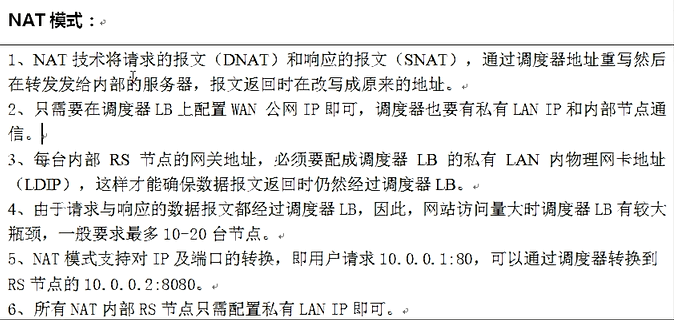 NAT 模式：
1、NAT 技术将请求的报文（DNAT）和响应的报文（SNAT），通过调度器地址重写然后
在转发发给内部的服务器，报文返回时在改写成原来的地址。
2、只需要在调度器 LB 上配置 WAN 公网 IP 即可，调度器也要有私有 LAN IP 和内部节点通
信。
3、每台内部 RS 节点的网关地址，必须要配成调度器 LB 的私有 LAN 内物理网卡地址
（LDIP），这样才能确保数据报文返回时仍然经过调度器 LB。
4、由于请求与响应的数据报文都经过调度器 LB，因此，网站访问量大时调度器 LB 有较大
瓶颈，一般要求最多 10-20 台节点。
5、NAT 模式支持对 IP 及端口的转换，即用户请求 10.0.0.1:80，可以通过调度器转换到
RS 节点的 10.0.0.2:8080。
6、所有 NAT 内部 RS 节点只需配置私有 LAN IP 即可。